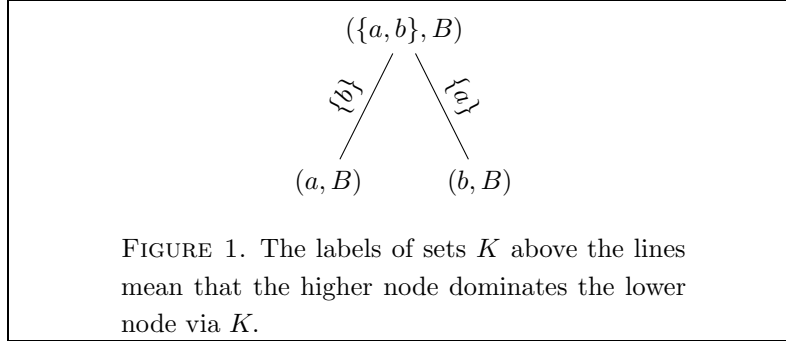 ({a, b}, B)
{b}
{a}
(a, B)
(b, B)
FIGURE 1. The labels of sets K above the lines
mean that the higher node dominates the lower
node via K.